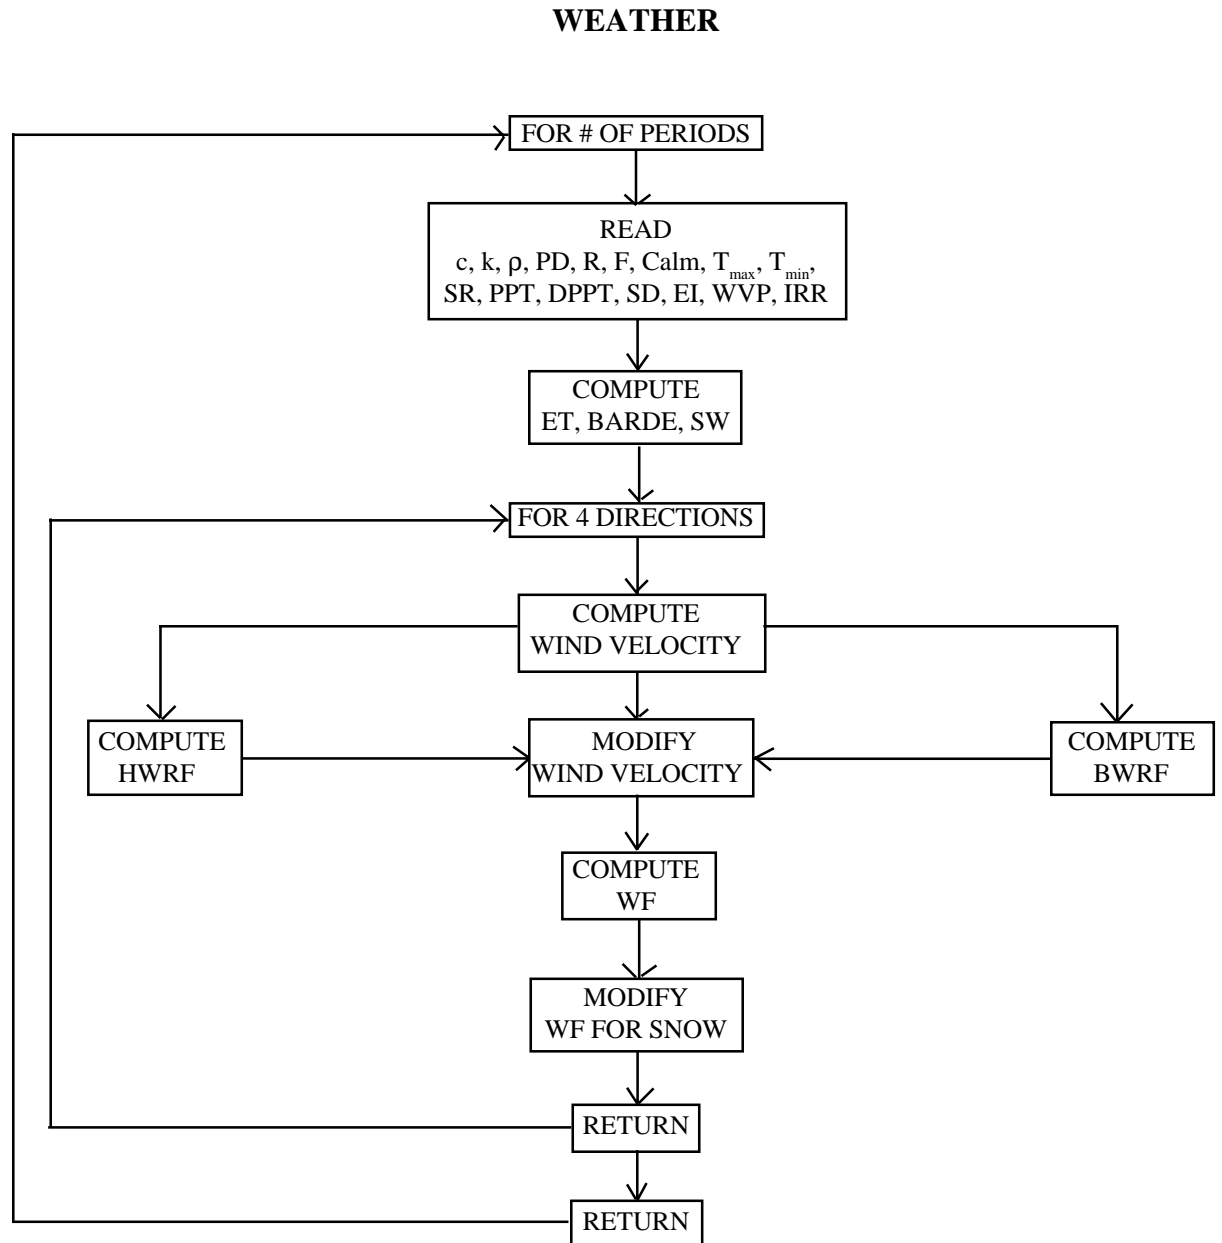 WEATHER
FOR # OF PERIODS
READ
c, k, ρ, PD, R, F, Calm, Tmax, Tmin,
SR, PPT, DPPT, SD, EI, WVP, IRR
COMPUTE
ET, BARDE, SW
FOR 4 DIRECTIONS
COMPUTE
WIND VELOCITY
COMPUTE
HWRF
MODIFY
WIND VELOCITY
COMPUTE
BWRF
COMPUTE
WF
MODIFY
WF FOR SNOW
RETURN
RETURN